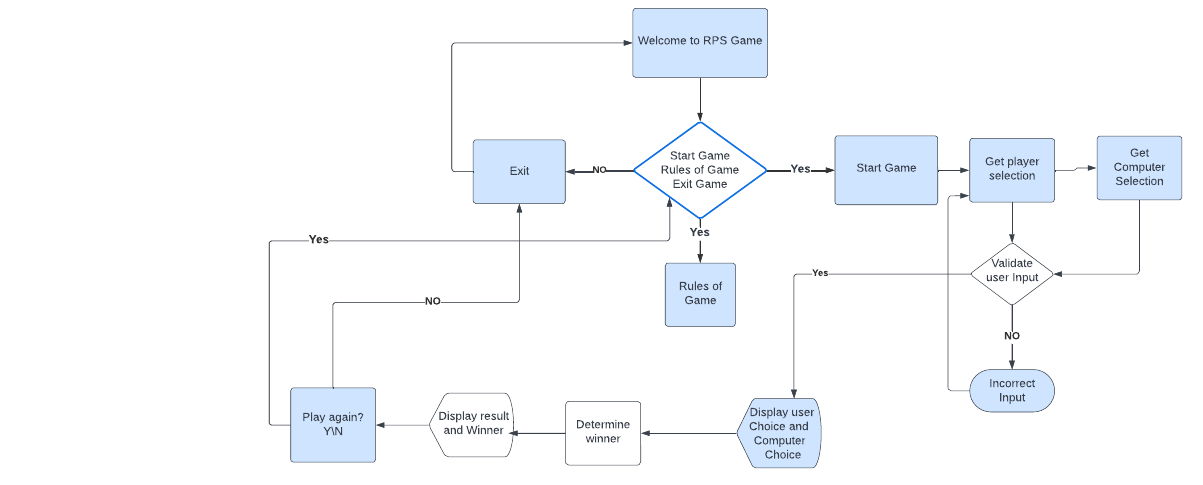 Welcome to RPS Game
Start Game
Rules of Game
Exit Game
NO
Exit
Yes
Start Game
Get player
selection
Get
Computer
Selection
Yes
Rules of
Game
Validate
user Input
Yes
NO
Incorrect
Input
Display user
Choice and
Computer
Choice
Determine
winner
Display result
and Winner
Play again?
Y\N
Yes
NO